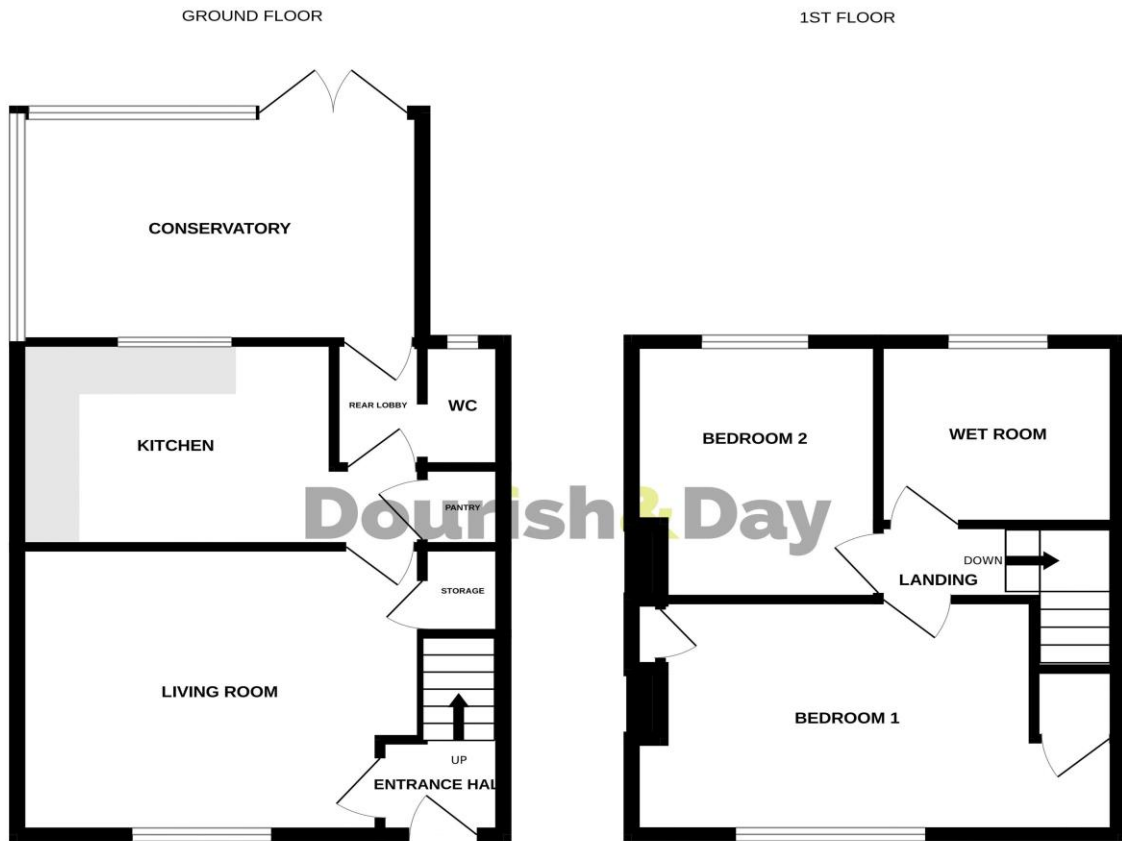 GROUND FLOOR
CONSERVATORY
REAR LOBBY
WC
KITCHEN
PANTRY
STORAGE
LIVING ROOM
UP
ENTRANCE HAL
1ST FLOOR
BEDROOM 2
WET ROOM
DOWN
LANDING
BEDROOM 1
Dourish&Day